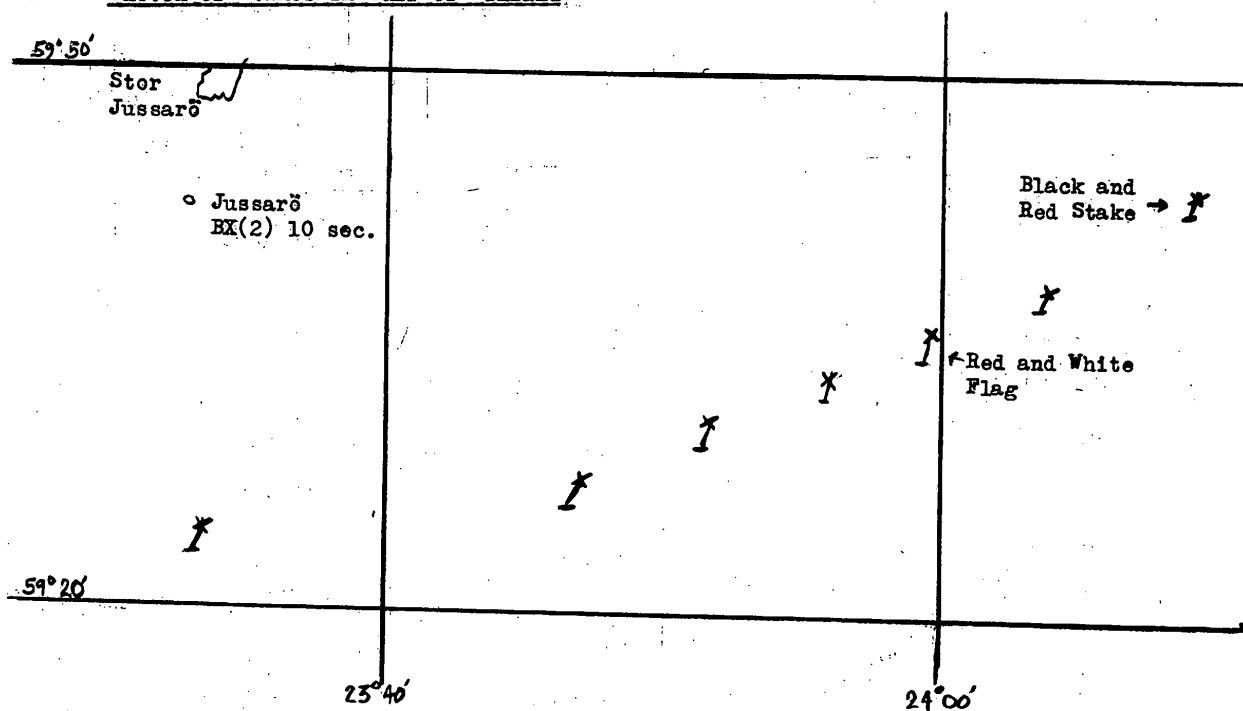 59° 50'
Stor
Jussarö
Jussarö
BX(2) 10 sec.
Black and
Red Stake
Red and White
Flag
59° 20'
23° 40'
24° 00'